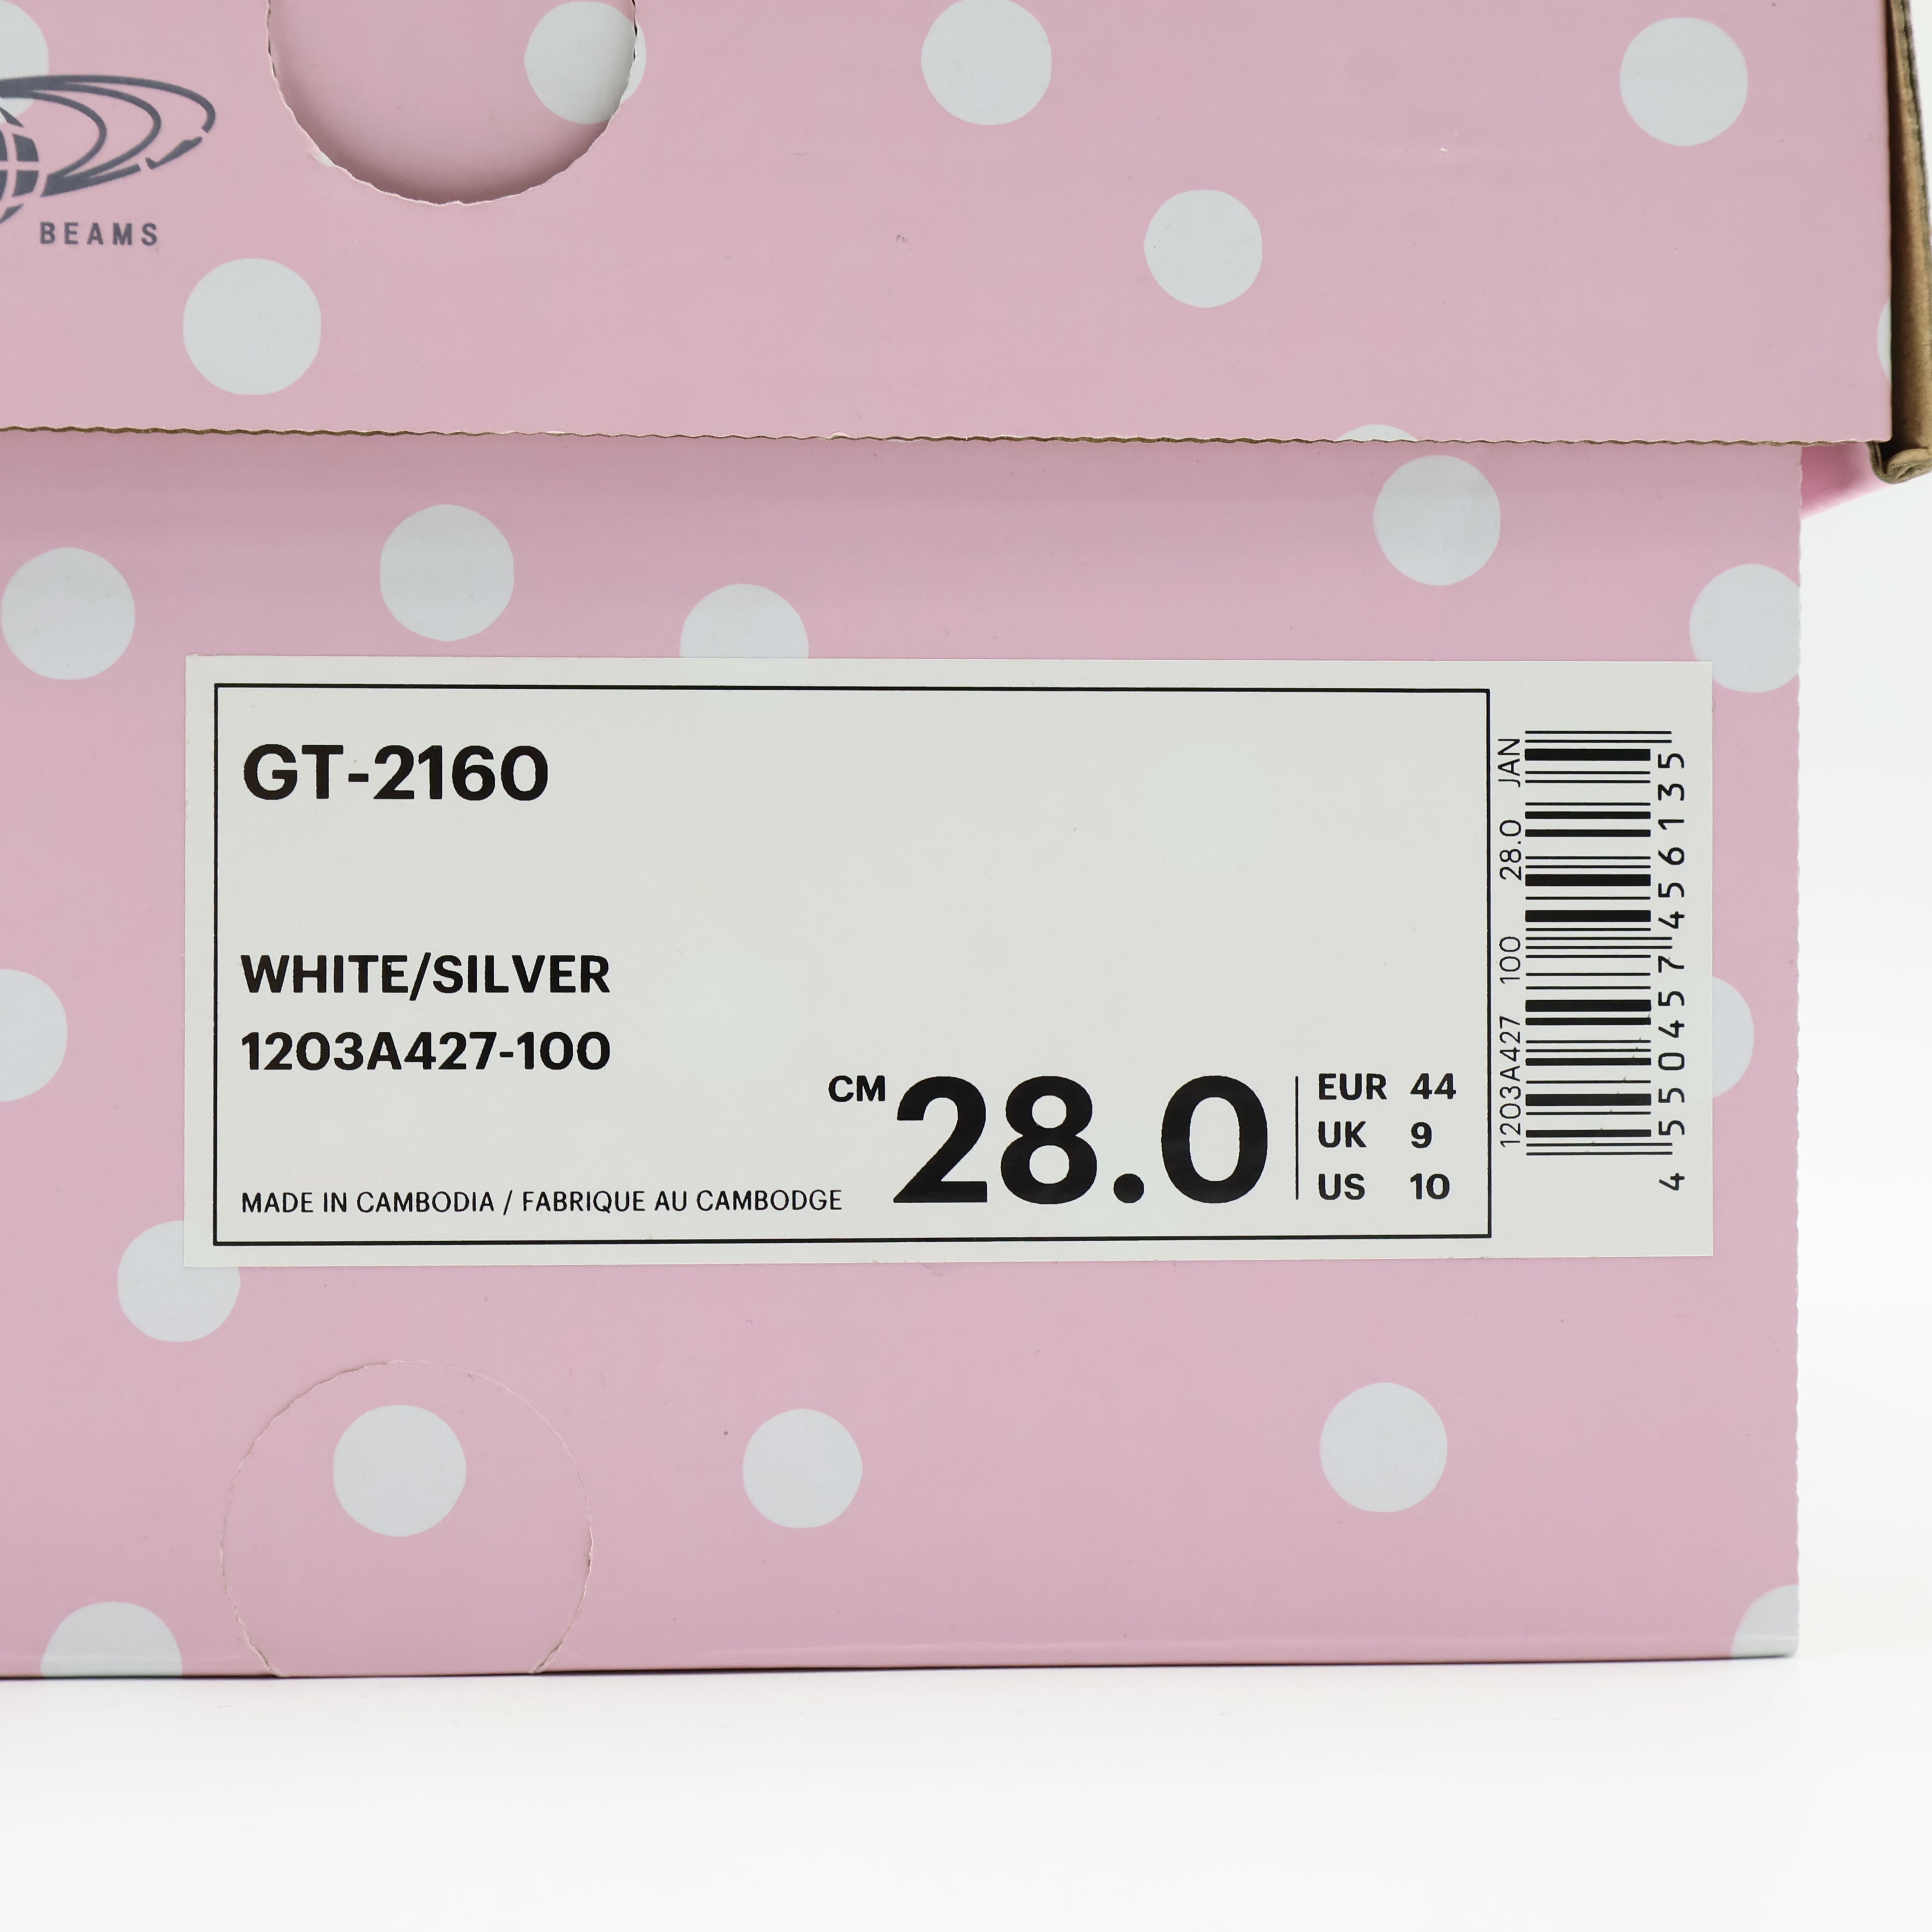 BEAMS
GT-2160
WHITE/SILVER
1203A427-100
MADE IN CAMBODIA / FABRIQUE AU CAMBODGE
CM 28.0
EUR 44
UK 9
US 10
1203A427 100 28.0 JAN
4 550457 456135